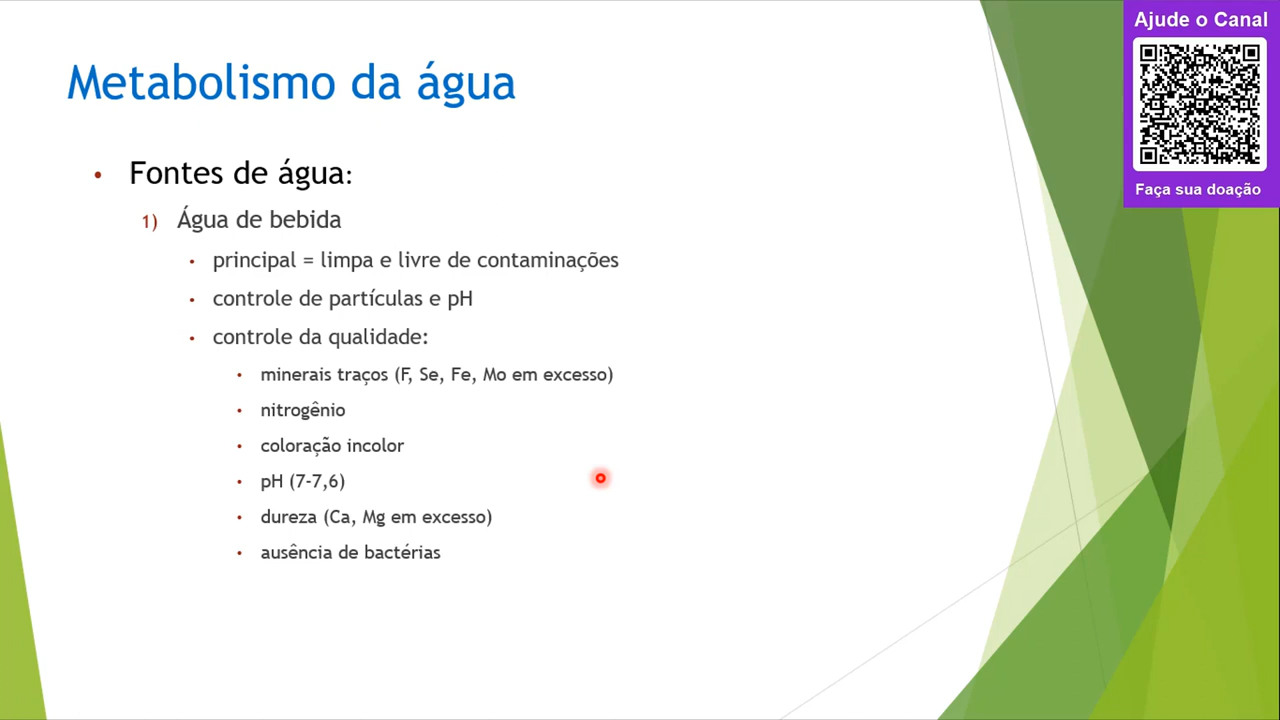 Metabolismo da água
• Fontes de água:
1) Água de bebida
• principal = limpa e livre de contaminações
• controle de partículas e pH
• controle da qualidade:
• minerais traços (F, Se, Fe, Mo em excesso)
• nitrogênio
• coloração incolor
• pH (7-7,6)
• dureza (Ca, Mg em excesso)
• ausência de bactérias
Ajude o Canal
Faça sua doação